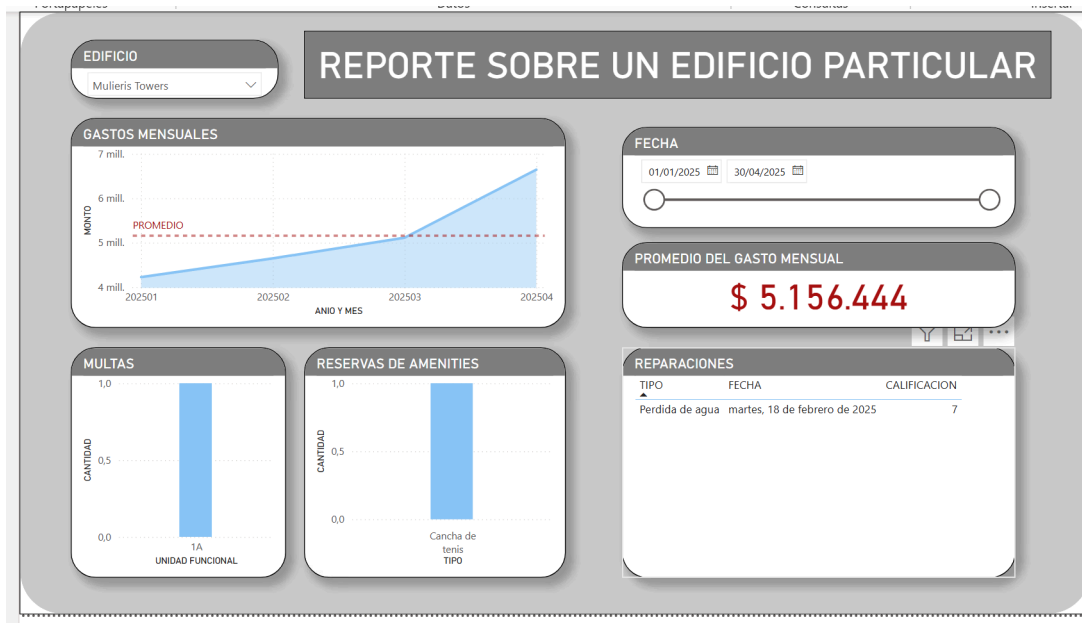 Portapapeles
Datos
Consultas
Insertar
EDIFICIO
Mulieris Towers
REPORTE SOBRE UN EDIFICIO PARTICULAR
GASTOS MENSUALES
7 mill.
6 mill.
5 mill.
4 mill.
MONTO
PROMEDIO
202501
202502
202503
202504
ANIO Y MES
FECHA
01/01/2025
30/04/2025
PROMEDIO DEL GASTO MENSUAL
$ 5.156.444
MULTAS
1,0
0,5
0,0
CANTIDAD
1A
UNIDAD FUNCIONAL
RESERVAS DE AMENITIES
1,0
0,5
0,0
CANTIDAD
Cancha de
tenis
TIPO
REPARACIONES
TIPO FECHA CALIFICACION
Perdida de agua martes, 18 de febrero de 2025 7